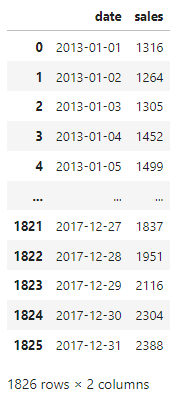 date sales
0 2013-01-01 1316
1 2013-01-02 1264
2 2013-01-03 1305
3 2013-01-04 1452
4 2013-01-05 1499
... ... ...
1821 2017-12-27 1837
1822 2017-12-28 1951
1823 2017-12-29 2116
1824 2017-12-30 2304
1825 2017-12-31 2388
1826 rows × 2 columns